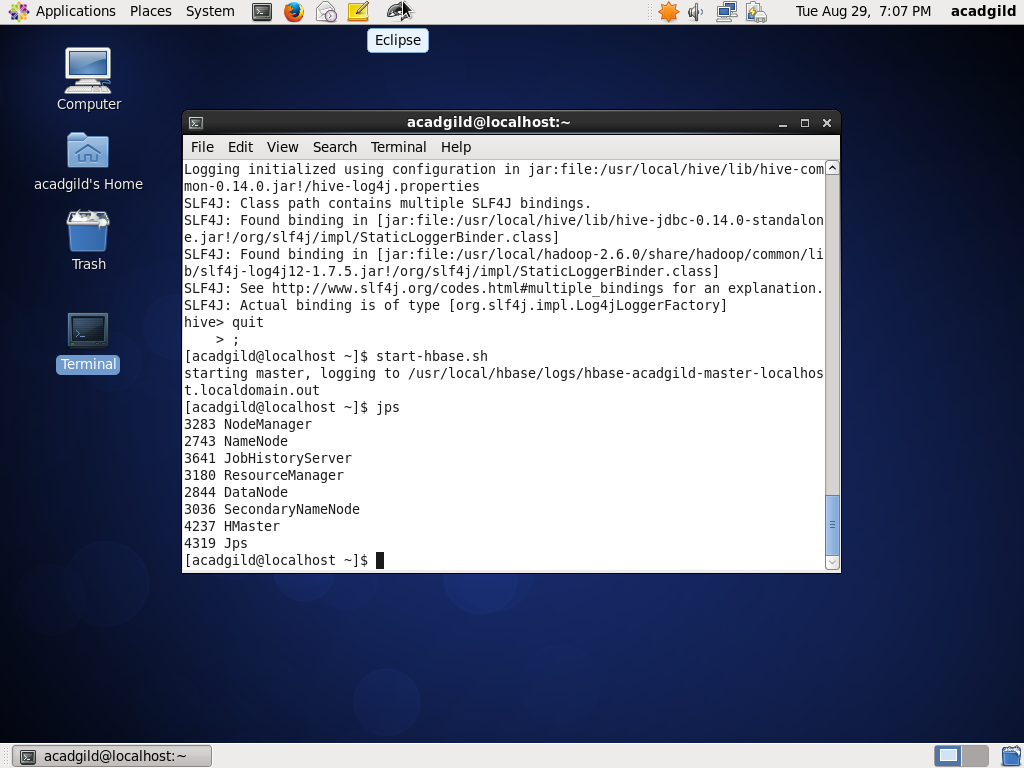 Applications Places System Tue Aug 29, 7:07 PM acadgild
Eclipse
Computer
acadgild's Home
Trash
Terminal
acadgild@localhost:~
File Edit View Search Terminal Help
Logging initialized using configuration in jar:file:/usr/local/hive/lib/hive-com
mon-0.14.0.jar!/hive-log4j.properties
SLF4J: Class path contains multiple SLF4J bindings.
SLF4J: Found binding in [jar:file:/usr/local/hive/lib/hive-jdbc-0.14.0-standalon
e.jar!/org/slf4j/impl/StaticLoggerBinder.class]
SLF4J: Found binding in [jar:file:/usr/local/hadoop-2.6.0/share/hadoop/common/li
b/slf4j-log4j12-1.7.5.jar!/org/slf4j/impl/StaticLoggerBinder.class]
SLF4J: See http://www.slf4j.org/codes.html#multiple_bindings for an explanation.
SLF4J: Actual binding is of type [org.slf4j.impl.Log4jLoggerFactory]
hive> quit
    > ;
[acadgild@localhost ~]$ start-hbase.sh
starting master, logging to /usr/local/hbase/logs/hbase-acadgild-master-localhos
t.localdomain.out
[acadgild@localhost ~]$ jps
3283 NodeManager
2743 NameNode
3641 JobHistoryServer
3180 ResourceManager
2844 DataNode
3036 SecondaryNameNode
4237 HMaster
4319 Jps
[acadgild@localhost ~]$
acadgild@localhost:~